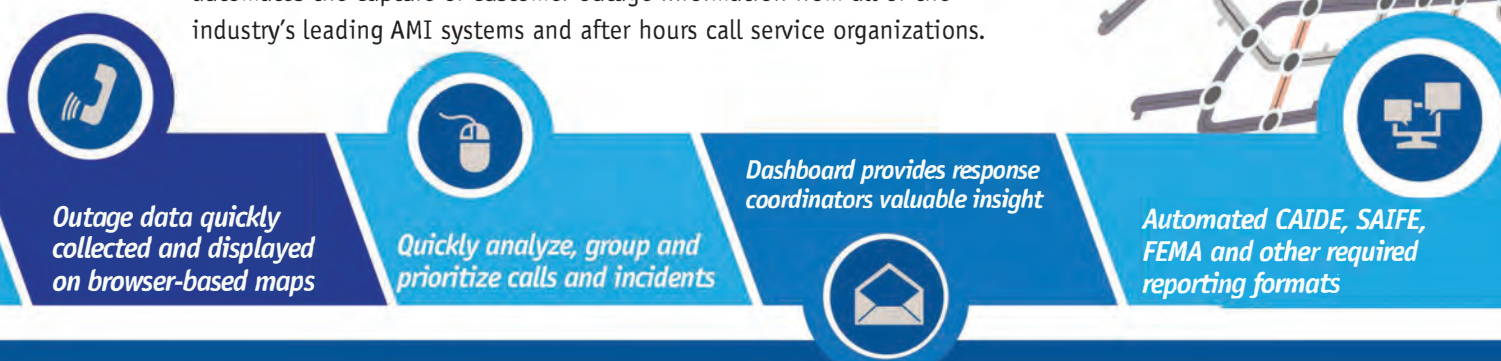 industry's leading AMI systems and after hours call service organizations.
Outage data quickly
collected and displayed
on browser-based maps
Quickly analyze, group and
prioritize calls and incidents
Dashboard provides response
coordinators valuable insight
Automated CAIDE, SAIFE,
FEMA and other required
reporting formats